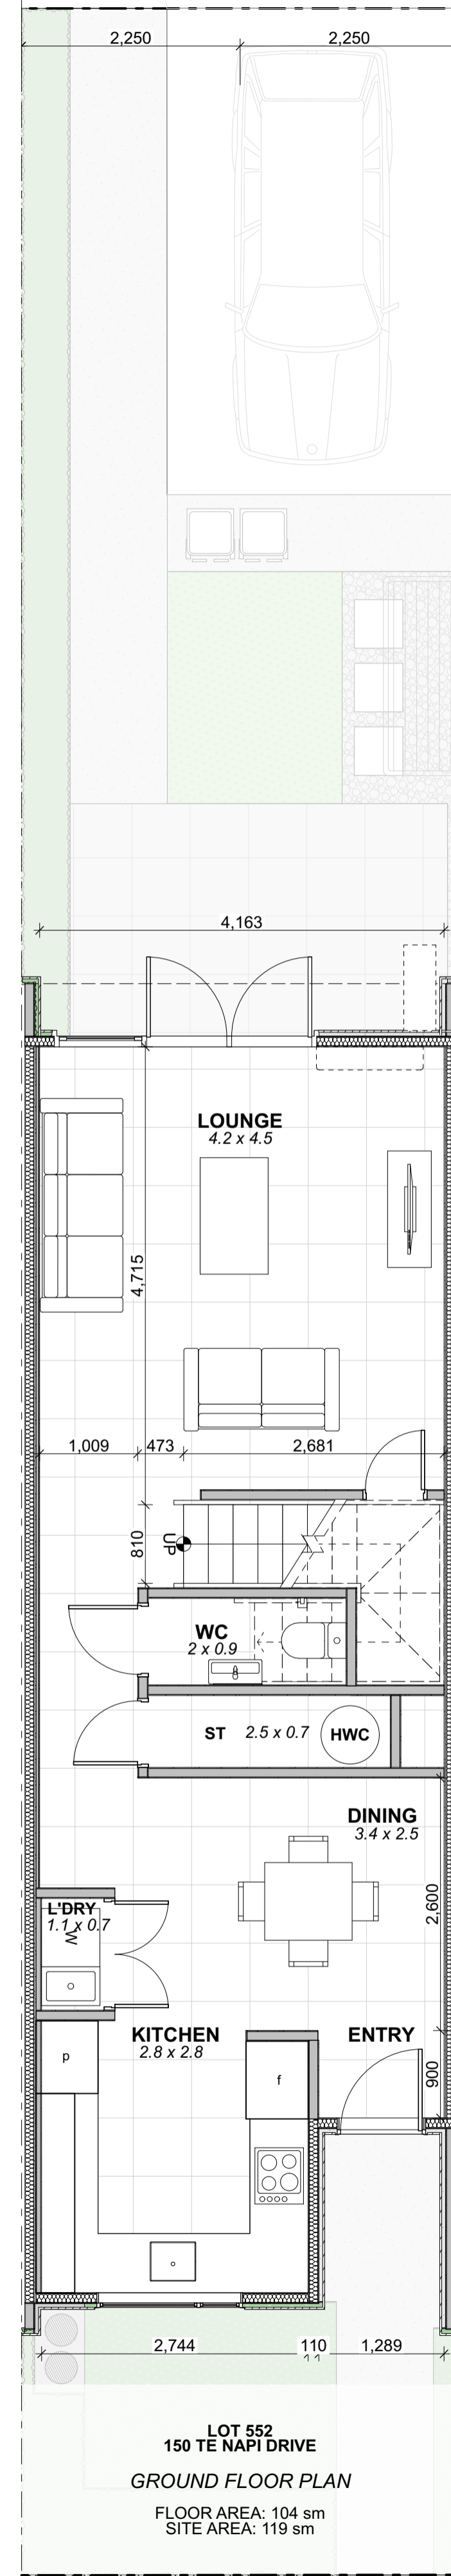 2,250 2,250
4,163
LOUNGE
4.2 x 4.5
4,715
1,009 473 2,681
810
UP
WC
2 x 0.9
ST 2.5 x 0.7 HWC
DINING
3.4 x 2.5
2,600
L'DRY
1.1 x 0.7
W
KITCHEN
2.8 x 2.8
ENTRY
p
f
900
2,744 110 1,289
LOT 552
150 TE NAPI DRIVE
GROUND FLOOR PLAN
FLOOR AREA: 104 sm
SITE AREA: 119 sm